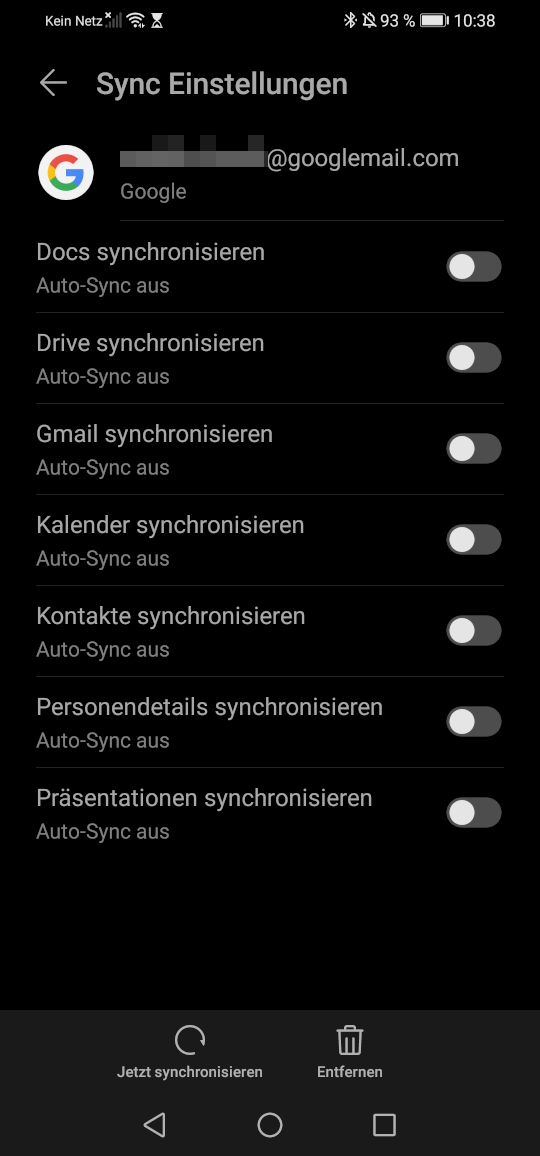 Kein Netz 93 % 10:38
Sync Einstellungen
@googlemail.com
Google
Docs synchronisieren
Auto-Sync aus
Drive synchronisieren
Auto-Sync aus
Gmail synchronisieren
Auto-Sync aus
Kalender synchronisieren
Auto-Sync aus
Kontakte synchronisieren
Auto-Sync aus
Personendetails synchronisieren
Auto-Sync aus
Präsentationen synchronisieren
Auto-Sync aus
Jetzt synchronisieren Entfernen